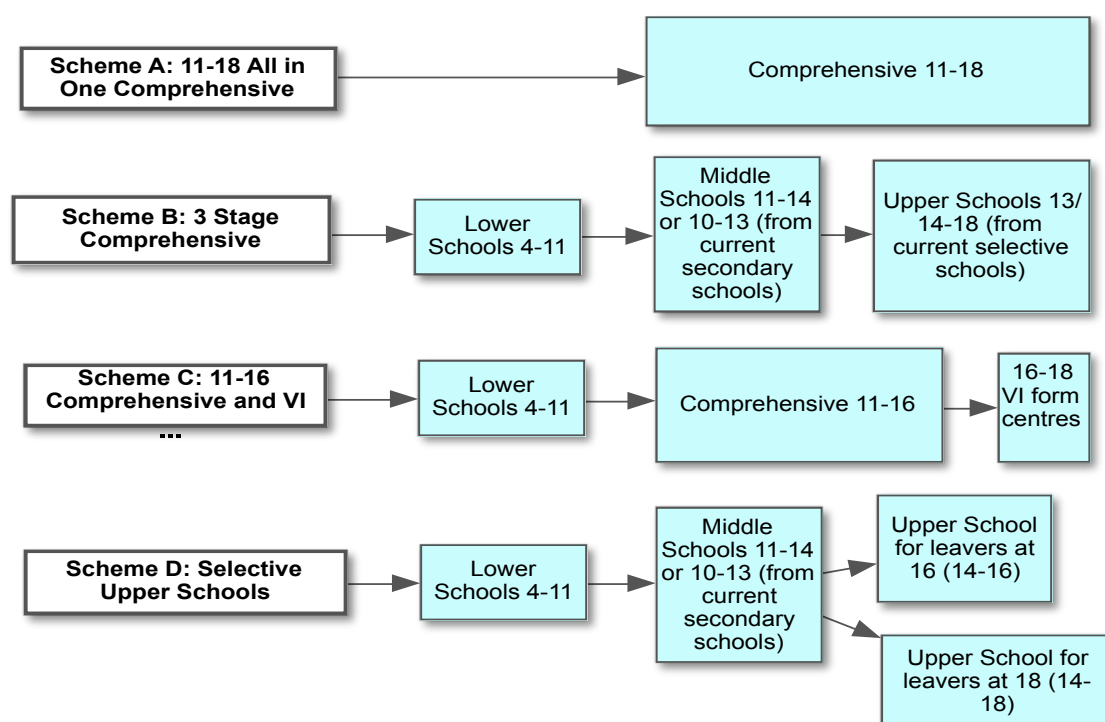 Scheme A: 11-18 All in
One Comprehensive
Comprehensive 11-18
Scheme B: 3 Stage
Comprehensive
Lower
Schools 4-11
Middle
Schools 11-14
or 10-13 (from
current
secondary
schools)
Upper Schools 13/
14-18 (from
current selective
schools)
Scheme C: 11-16
Comprehensive and VI
...
Lower
Schools 4-11
Comprehensive 11-16
16-18
VI form
centres
Scheme D: Selective
Upper Schools
Lower
Schools 4-11
Middle
Schools 11-14
or 10-13 (from
current
secondary
schools)
Upper School
for leavers at
16 (14-16)
Upper School for
leavers at 18 (14-
18)